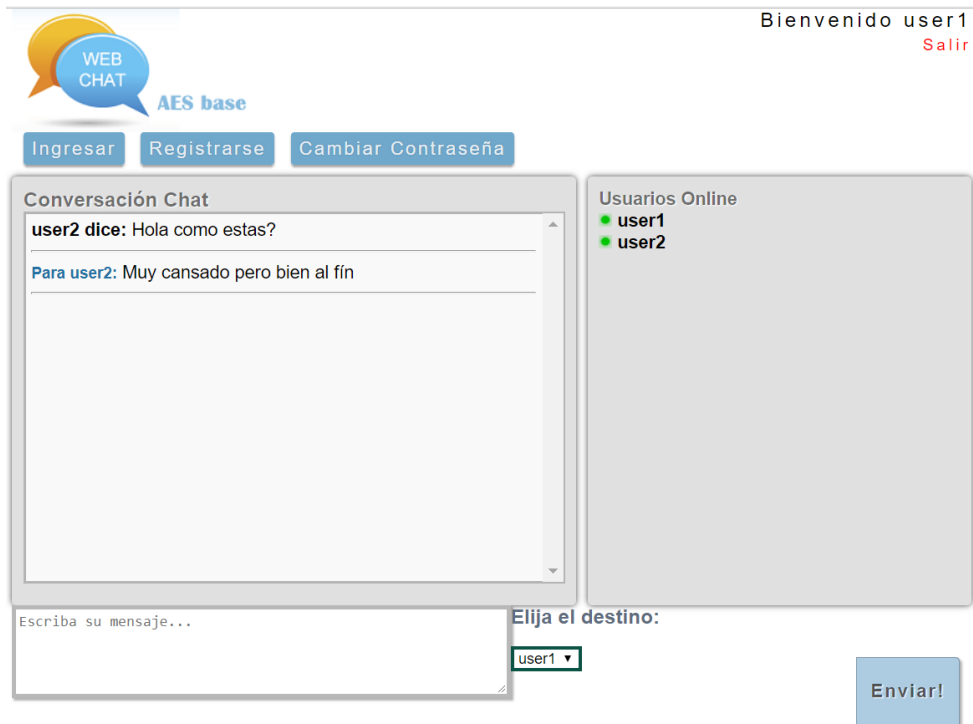 Bienvenido user1
Salir
WEB
CHAT
AES base
Ingresar Registrarse Cambiar Contraseña
Conversación Chat
user2 dice: Hola como estas?
Para user2: Muy cansado pero bien al fín
Usuarios Online
user1
user2
Escriba su mensaje...
Elija el destino:
user1
Enviar!